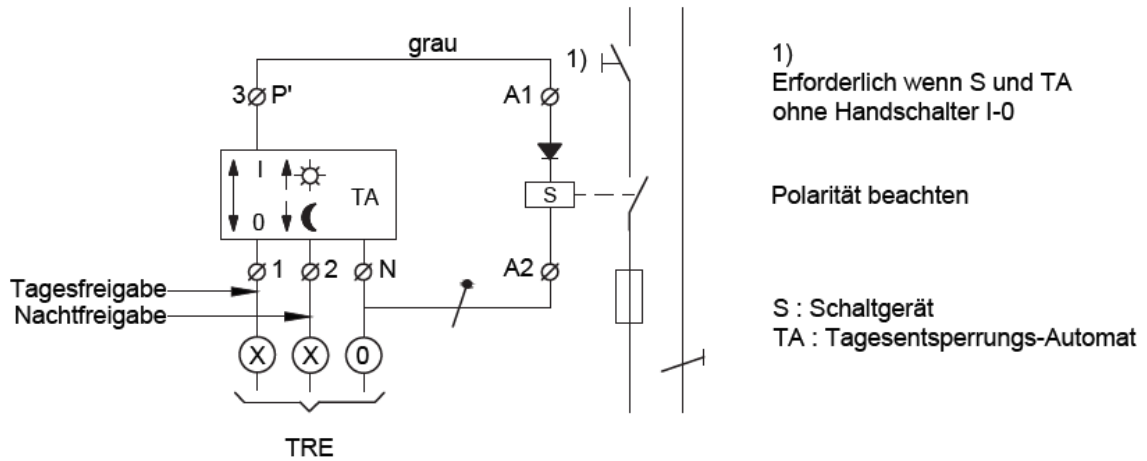 grau
1)
3 P'
A1
I
TA
0
S
1 2 N
A2
Tagesfreigabe
Nachtfreigabe
X X 0
TRE
1)
Erforderlich wenn S und TA
ohne Handschalter I-0
Polarität beachten
S : Schaltgerät
TA : Tagesentsperrungs-Automat